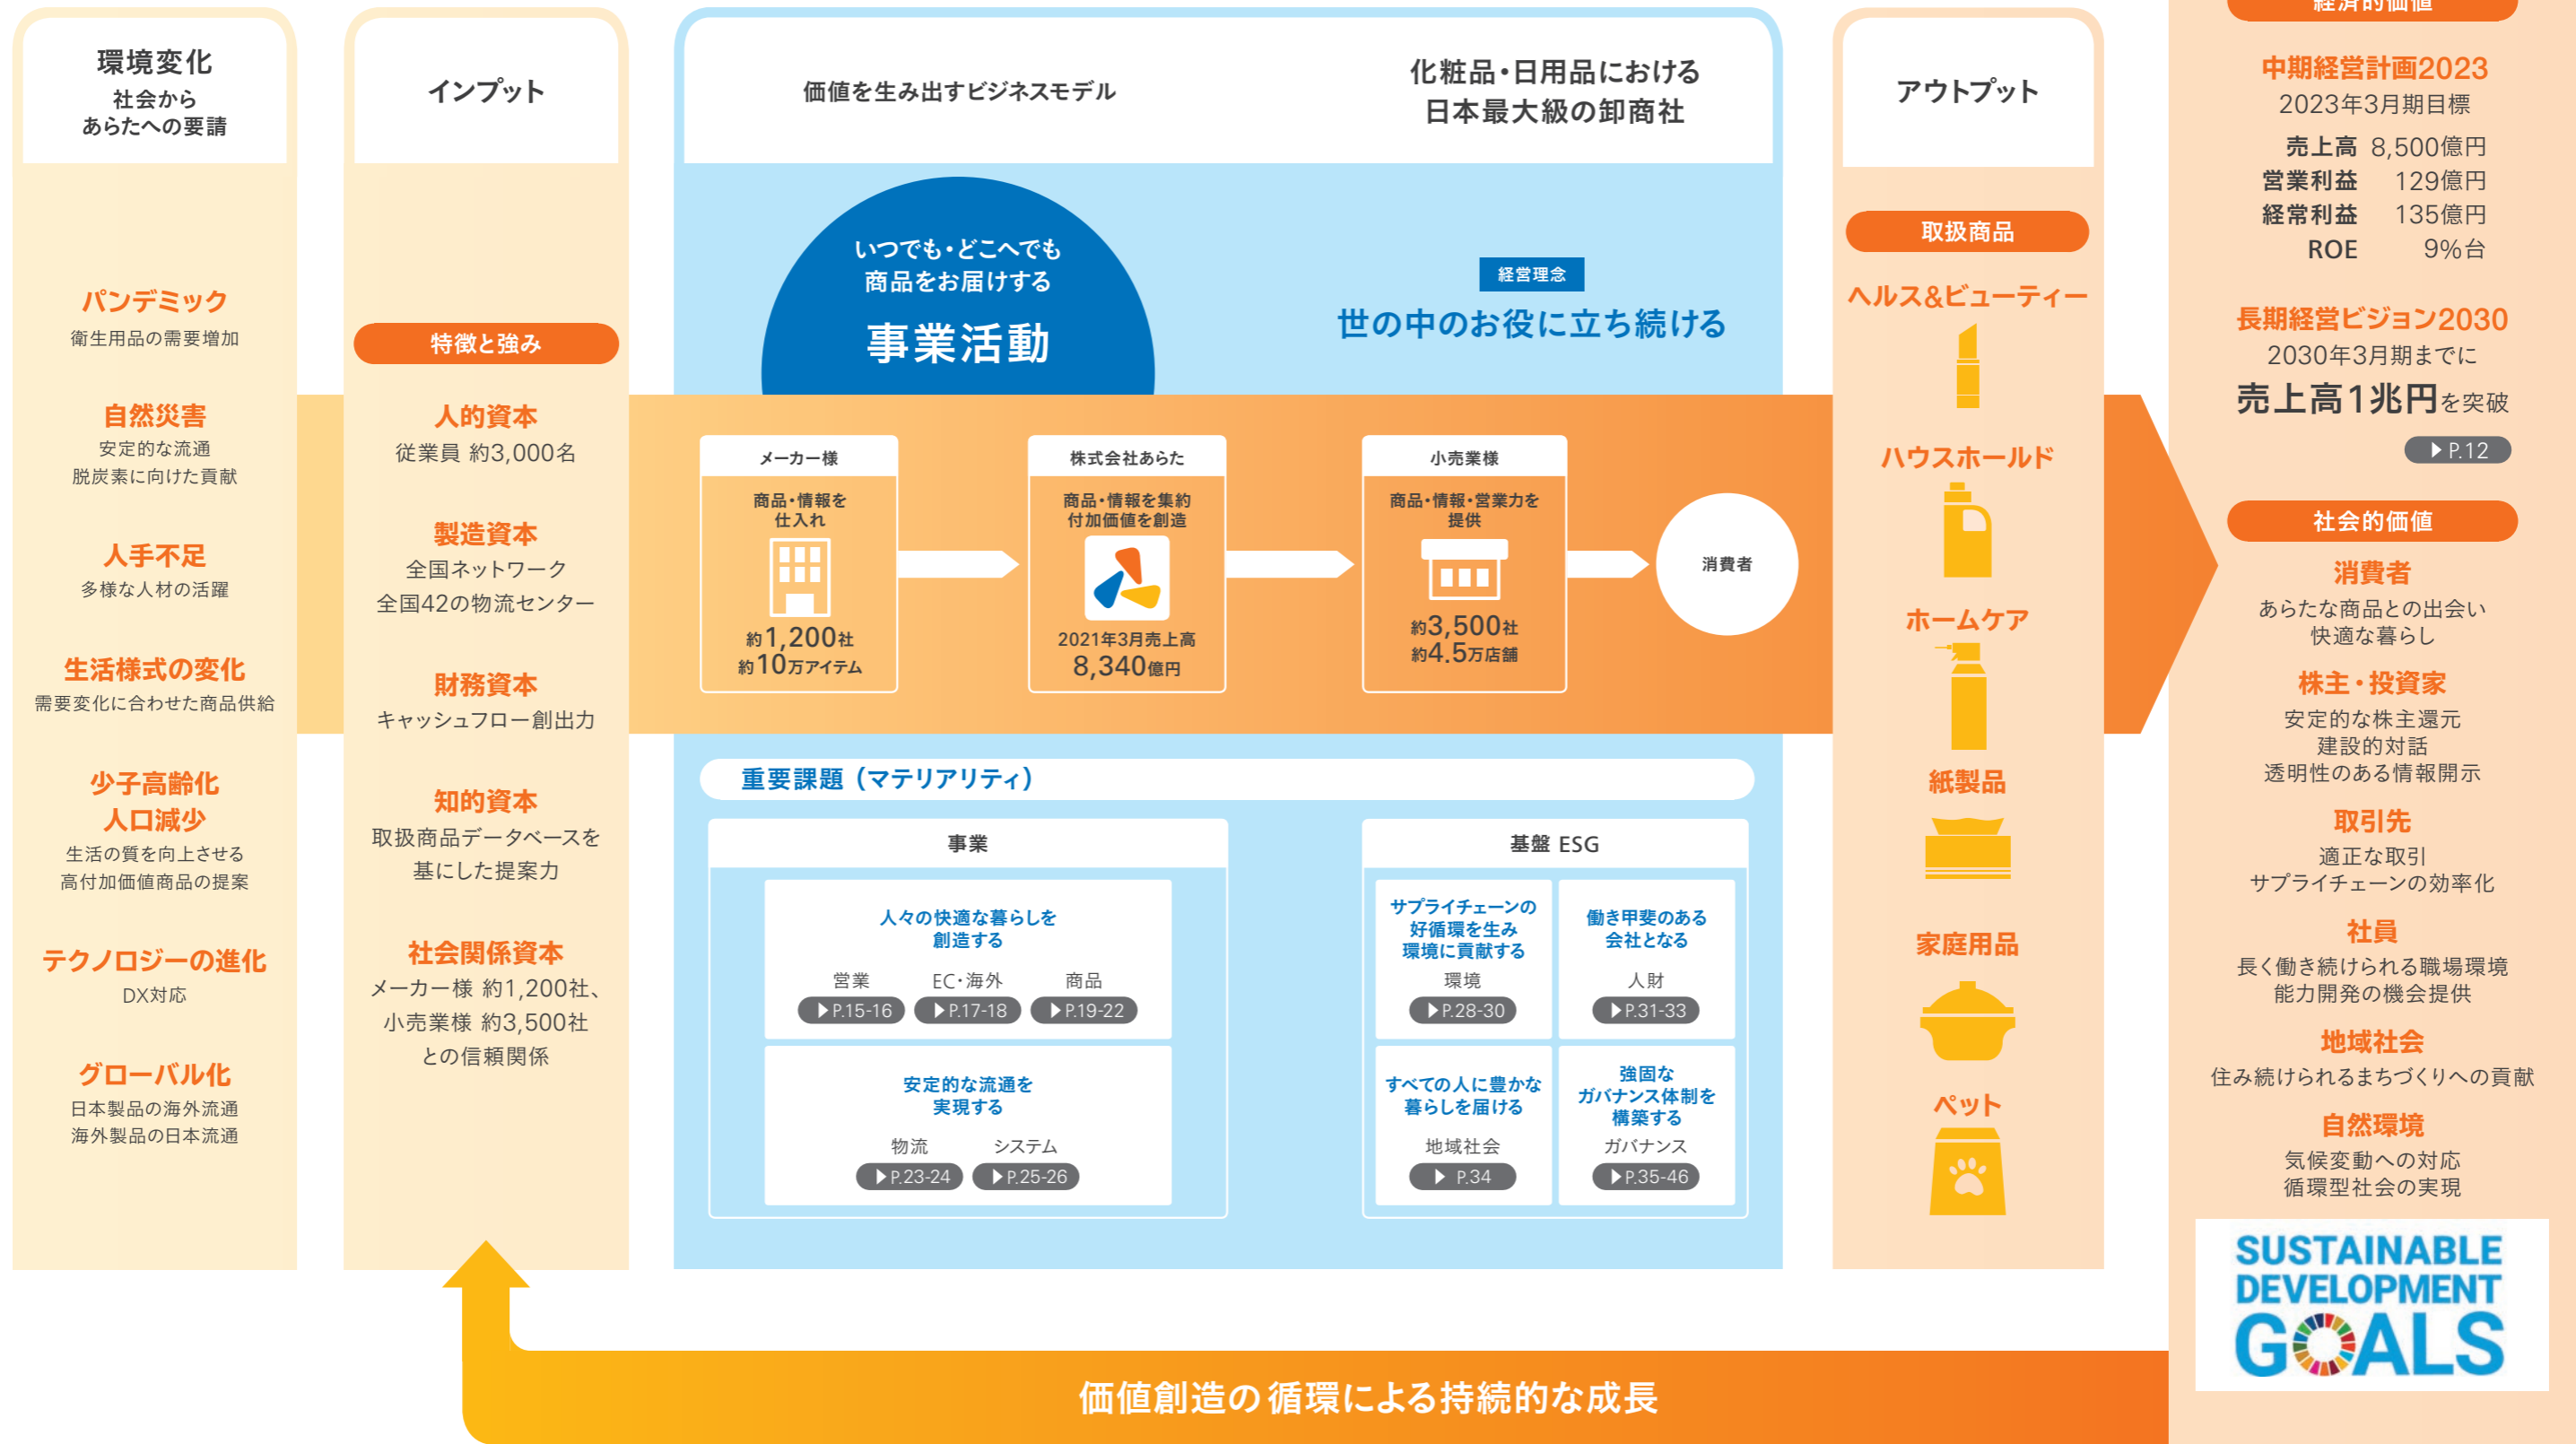 環境変化
社会から
あらたへの要請
パンデミック
衛生用品の需要増加
自然災害
安定的な流通
脱炭素に向けた貢献
人手不足
多様な人材の活躍
生活様式の変化
需要変化に合わせた商品供給
少子高齢化
人口減少
生活の質を向上させる
高付加価値商品の提案
テクノロジーの進化
DX対応
グローバル化
日本製品の海外流通
海外製品の日本流通
インプット
特徴と強み
人的資本
従業員 約3,000名
製造資本
全国ネットワーク
全国42の物流センター
財務資本
キャッシュフロー創出力
知的資本
取扱商品データベースを
基にした提案力
社会関係資本
メーカー様 約1,200社、
小売業様 約3,500社
との信頼関係
価値を生み出すビジネスモデル
化粧品・日用品における
日本最大級の卸商社
いつでも・どこへでも
商品をお届けする
事業活動
経営理念
世の中のお役に立ち続ける
メーカー様
商品・情報を
仕入れ
約1,200社
約10万アイテム
株式会社あらた
商品・情報を集約
付加価値を創造
2021年3月売上高
8,340億円
小売業様
商品・情報・営業力を
提供
約3,500社
約4.5万店舗
消費者
重要課題（マテリアリティ）
事業
人々の快適な暮らしを
創造する
営業 EC・海外 商品
P.15-16 P.17-18 P.19-22
安定的な流通を
実現する
物流 システム
P.23-24 P.25-26
基盤 ESG
サプライチェーンの
好循環を生み
環境に貢献する
環境
P.28-30
働き甲斐のある
会社となる
人財
P.31-33
すべての人に豊かな
暮らしを届ける
地域社会
P.34
強固な
ガバナンス体制を
構築する
ガバナンス
P.35-46
アウトプット
取扱商品
ヘルス&ビューティー
ハウスホールド
ホームケア
紙製品
家庭用品
ペット
経済的価値
中期経営計画2023
2023年3月期目標
売上高 8,500億円
営業利益 129億円
経常利益 135億円
ROE 9%台
長期経営ビジョン2030
2030年3月期までに
売上高1兆円を突破
P.12
社会的価値
消費者
あらたな商品との出会い
快適な暮らし
株主・投資家
安定的な株主還元
建設的対話
透明性のある情報開示
取引先
適正な取引
サプライチェーンの効率化
社員
長く働き続けられる職場環境
能力開発の機会提供
地域社会
住み続けられるまちづくりへの貢献
自然環境
気候変動への対応
循環型社会の実現
SUSTAINABLE
DEVELOPMENT
GOALS
価値創造の循環による持続的な成長